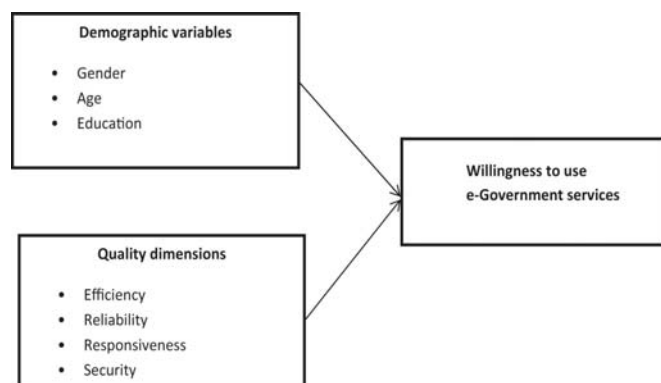 Demographic variables
• Gender
• Age
• Education
Willingness to use
e-Government services
Quality dimensions
• Efficiency
• Reliability
• Responsiveness
• Security